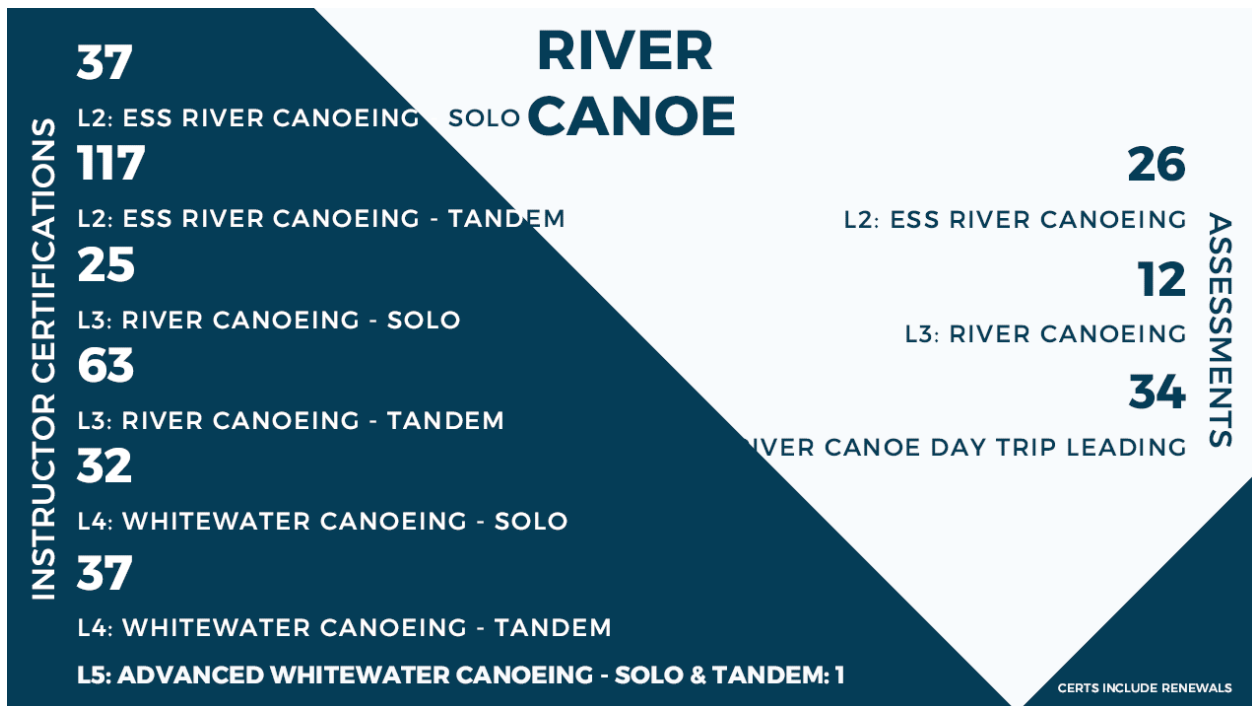 RIVER
CANOE
INSTRUCTOR CERTIFICATIONS
37
L2: ESS RIVER CANOEING - SOLO
117
L2: ESS RIVER CANOEING - TANDEM
25
L3: RIVER CANOEING - SOLO
63
L3: RIVER CANOEING - TANDEM
32
L4: WHITEWATER CANOEING - SOLO
37
L4: WHITEWATER CANOEING - TANDEM
L5: ADVANCED WHITEWATER CANOEING - SOLO & TANDEM: 1
ASSESSMENTS
26
L2: ESS RIVER CANOEING
12
L3: RIVER CANOEING
34
RIVER CANOE DAY TRIP LEADING
CERTS INCLUDE RENEWALS